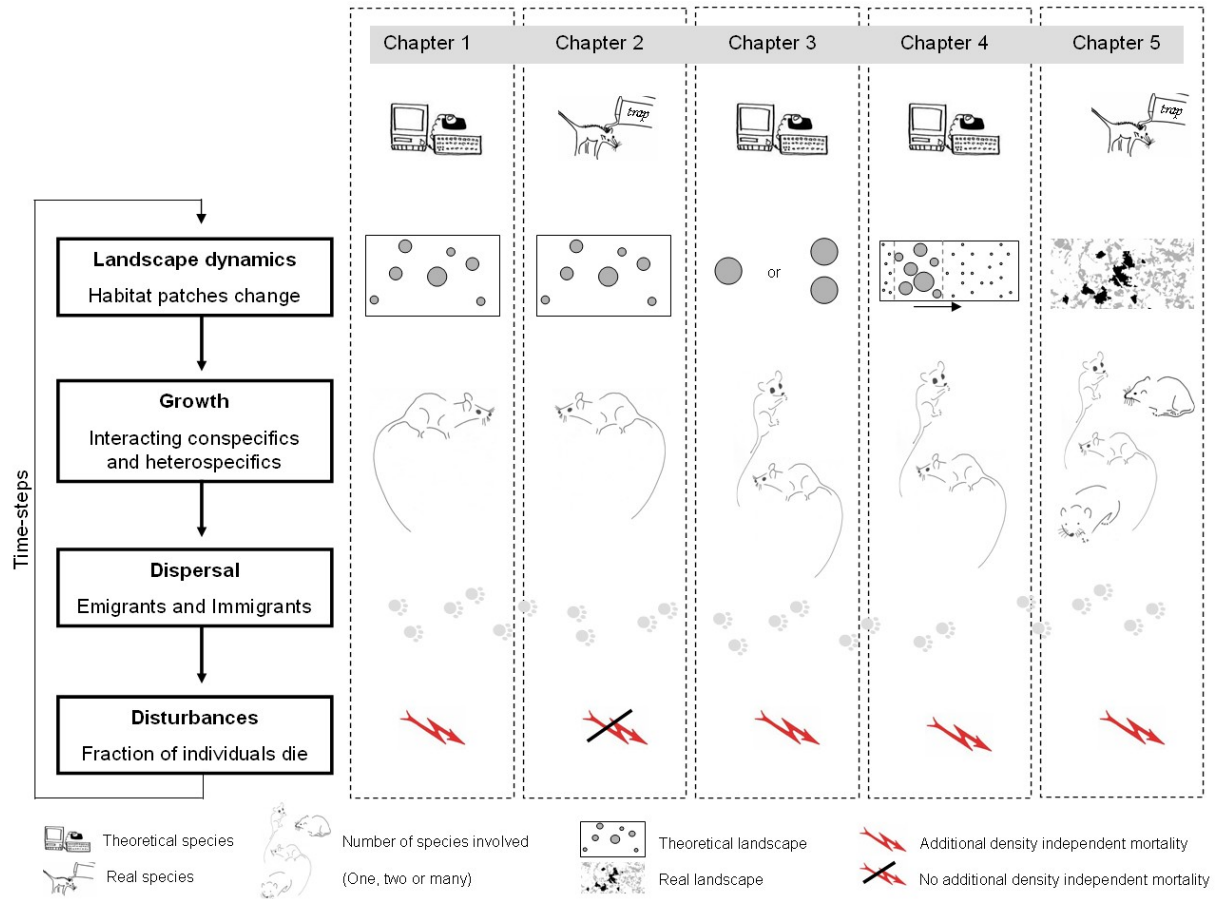 Chapter 1
Chapter 2
Chapter 3
Chapter 4
Chapter 5
trap
trap
Landscape dynamics
Habitat patches change
or
Growth
Interacting conspecifics
and heterospecifics
Time-steps
Dispersal
Emigrants and Immigrants
Disturbances
Fraction of individuals die
Theoretical species
Real species
Number of species involved
(One, two or many)
Theoretical landscape
Real landscape
Additional density independent mortality
No additional density independent mortality